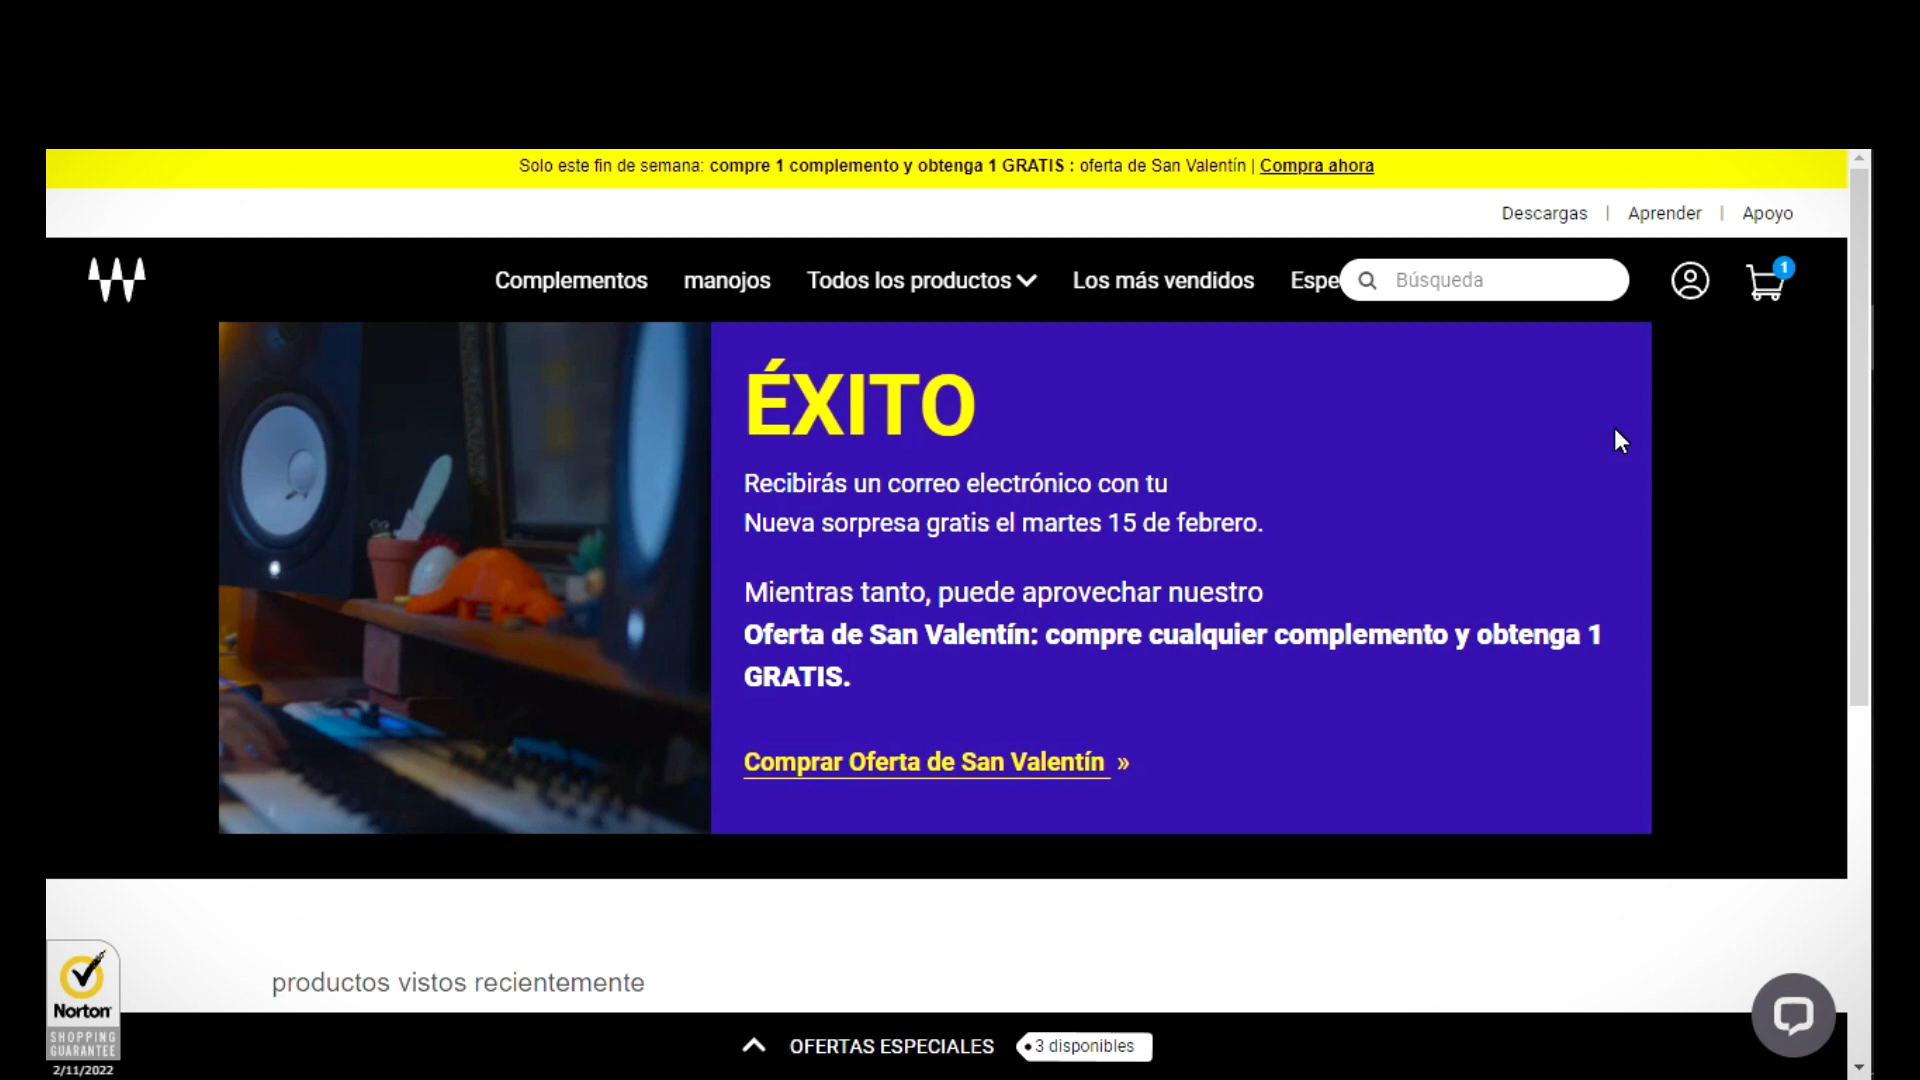 Solo este fin de semana: compre 1 complemento y obtenga 1 GRATIS : oferta de San Valentín | Compra ahora
Descargas | Aprender | Apoyo
Complementos manojos Todos los productos Los más vendidos Espe Búsqueda 1
ÉXITO
Recibirás un correo electrónico con tu
Nueva sorpresa gratis el martes 15 de febrero.
Mientras tanto, puede aprovechar nuestro
Oferta de San Valentín: compre cualquier complemento y obtenga 1
GRATIS.
Comprar Oferta de San Valentín »
productos vistos recientemente
Norton
SHOPPING
GUARANTEE
2/11/2022
OFERTAS ESPECIALES 3 disponibles